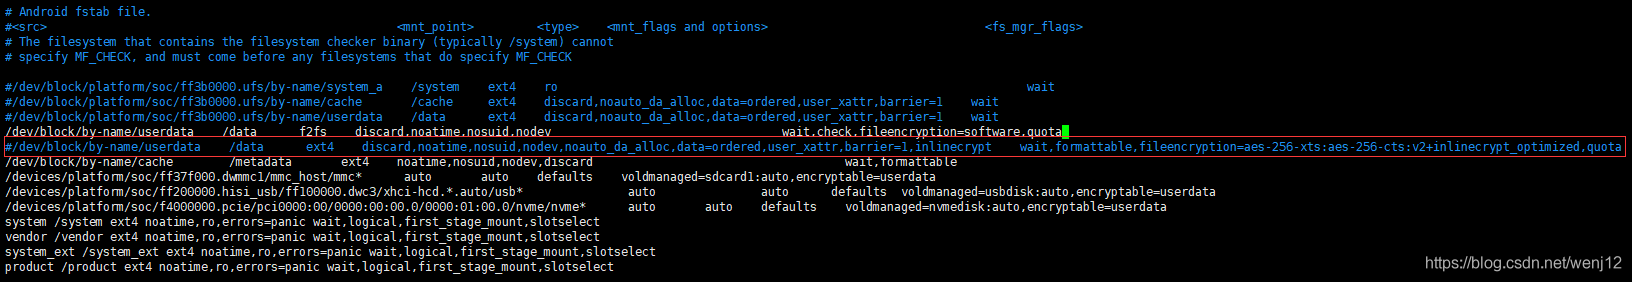 # Android fstab file.
#<src> <mnt_point> <type> <mnt_flags and options> <fs_mgr_flags>
# The filesystem that contains the filesystem checker binary (typically /system) cannot
# specify MF_CHECK, and must come before any filesystems that do specify MF_CHECK
#/dev/block/platform/soc/ff3b0000.ufs/by-name/system_a /system ext4 ro wait
#/dev/block/platform/soc/ff3b0000.ufs/by-name/cache /cache ext4 discard,noauto_da_alloc,data=ordered,user_xattr,barrier=1 wait
#/dev/block/platform/soc/ff3b0000.ufs/by-name/userdata /data ext4 discard,noauto_da_alloc,data=ordered,user_xattr,barrier=1 wait
/dev/block/by-name/userdata /data f2fs discard,noatime,nosuid,nodev wait,check,fileencryption=software,quota
#/dev/block/by-name/userdata /data ext4 discard,noatime,nosuid,nodev,noauto_da_alloc,data=ordered,user_xattr,barrier=1,inlinecrypt wait,formattable,fileencryption=aes-256-xts:aes-256-cts:v2+inlinecrypt_optimized,quota
/dev/block/by-name/cache /metadata ext4 noatime,nosuid,nodev,discard wait,formattable
/devices/platform/soc/ff37f000.dwmmc1/mmc_host/mmc* auto auto defaults voldmanaged=sdcard1:auto,encryptable=userdata
/devices/platform/soc/ff200000.hisi_usb/ff100000.dwc3/xhci-hcd.*.auto/usb* auto auto defaults voldmanaged=usbdisk:auto,encryptable=userdata
/devices/platform/soc/f4000000.pcie/pci0000:00/0000:00:00.0/0000:01:00.0/nvme/nvme* auto auto defaults voldmanaged=nvmedisk:auto,encryptable=userdata
system /system ext4 noatime,ro,errors=panic wait,logical,first_stage_mount,slotselect
vendor /vendor ext4 noatime,ro,errors=panic wait,logical,first_stage_mount,slotselect
system_ext /system_ext ext4 noatime,ro,errors=panic wait,logical,first_stage_mount,slotselect
product /product ext4 noatime,ro,errors=panic wait,logical,first_stage_mount,slotselect
https://blog.csdn.net/wenj12